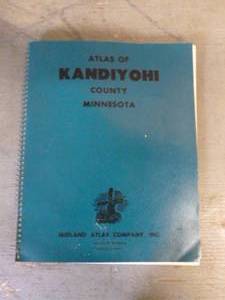 ATLAS OF
KANDIYOHI
COUNTY
MINNESOTA
MIDLAND ATLAS COMPANY, INC.